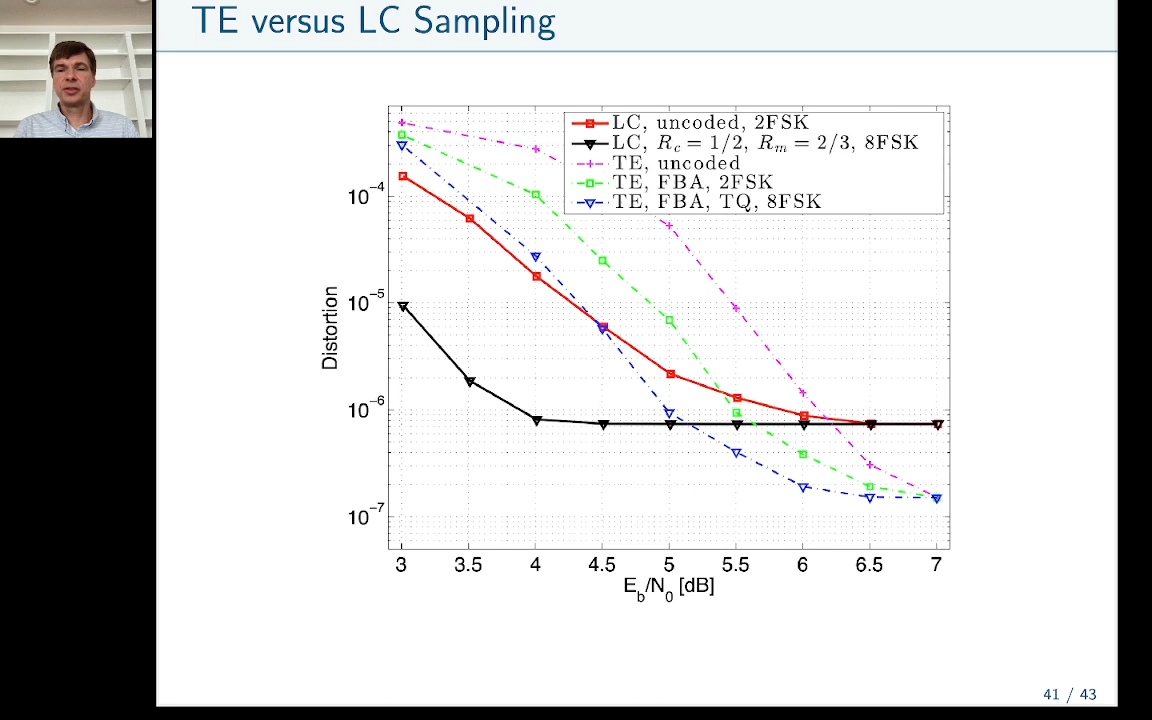 TE versus LC Sampling
LC, uncoded, 2FSK
LC, R_c = 1/2, R_m = 2/3, 8FSK
TE, uncoded
TE, FBA, 2FSK
TE, FBA, TQ, 8FSK
10^−4
10^−5
10^−6
10^−7
Distortion
3 3.5 4 4.5 5 5.5 6 6.5 7
E_b/N_0 [dB]
41 / 43